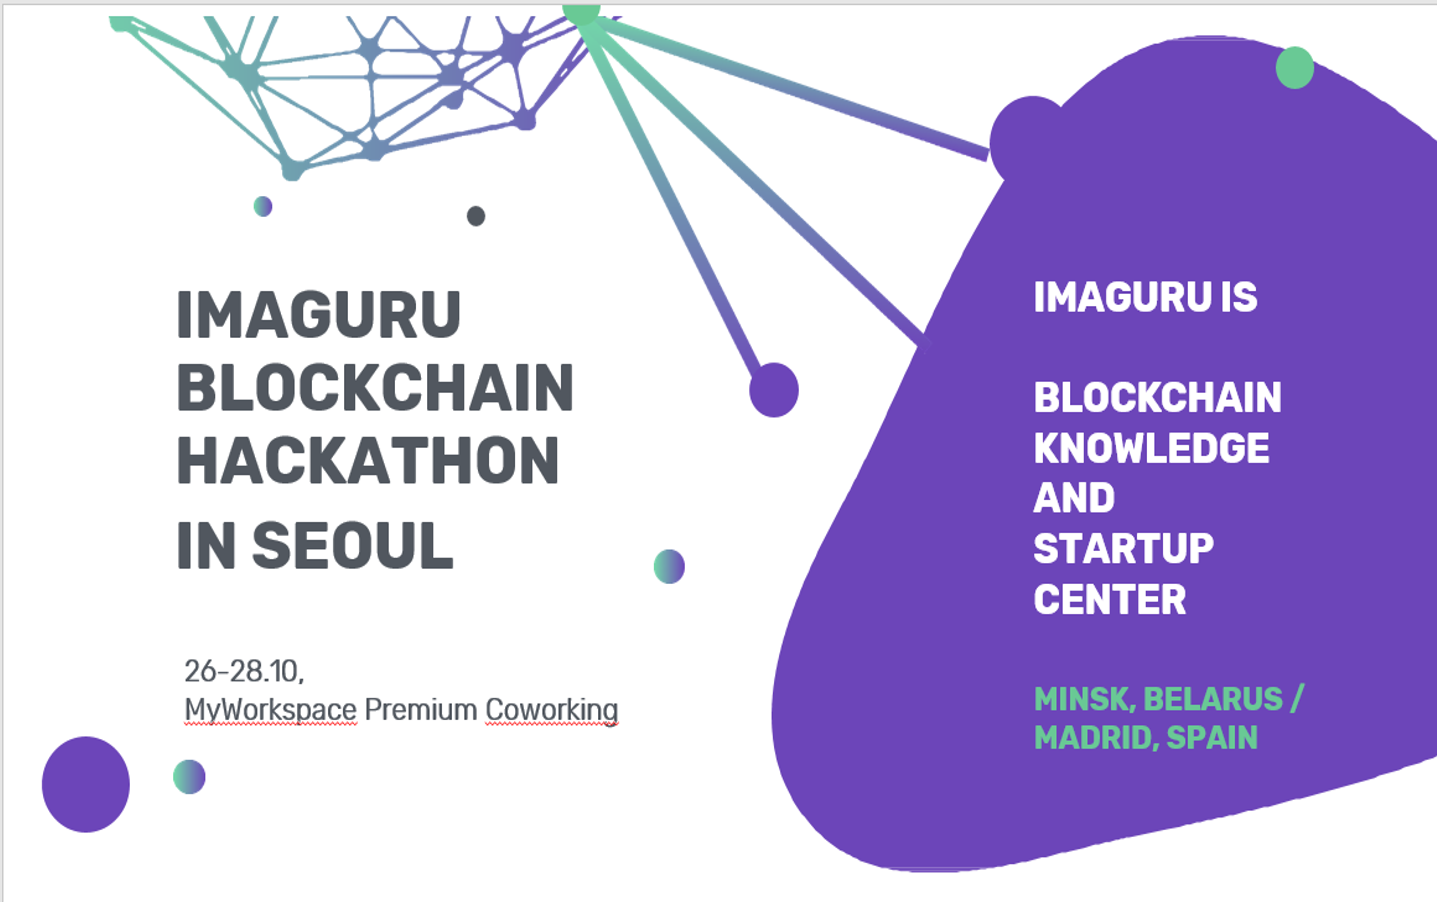 IMAGURU
BLOCKCHAIN
HACKATHON
IN SEOUL
26-28.10,
MyWorkspace Premium Coworking
IMAGURU IS
BLOCKCHAIN
KNOWLEDGE
AND
STARTUP
CENTER
MINSK, BELARUS /
MADRID, SPAIN